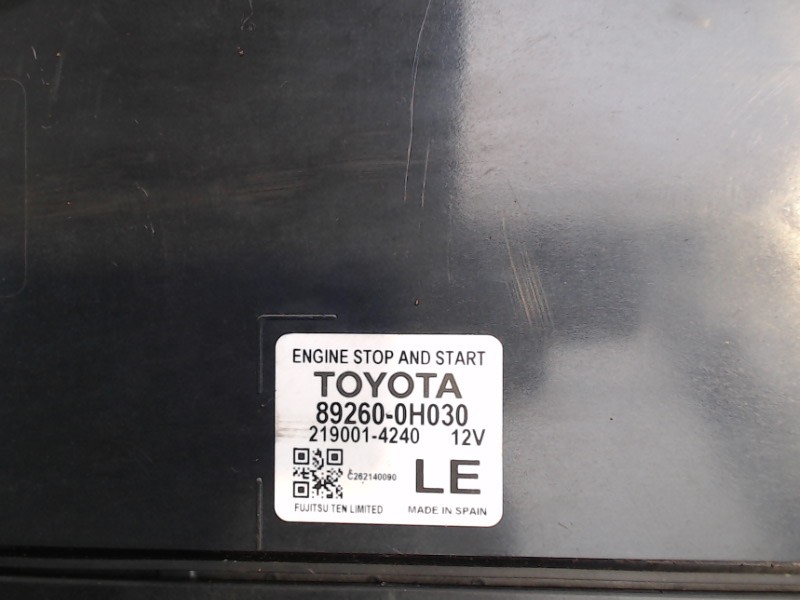 ENGINE STOP AND START
TOYOTA
89260-0H030
219001-4240 12V
C262140090
LE
FUJITSU TEN LIMITED MADE IN SPAIN